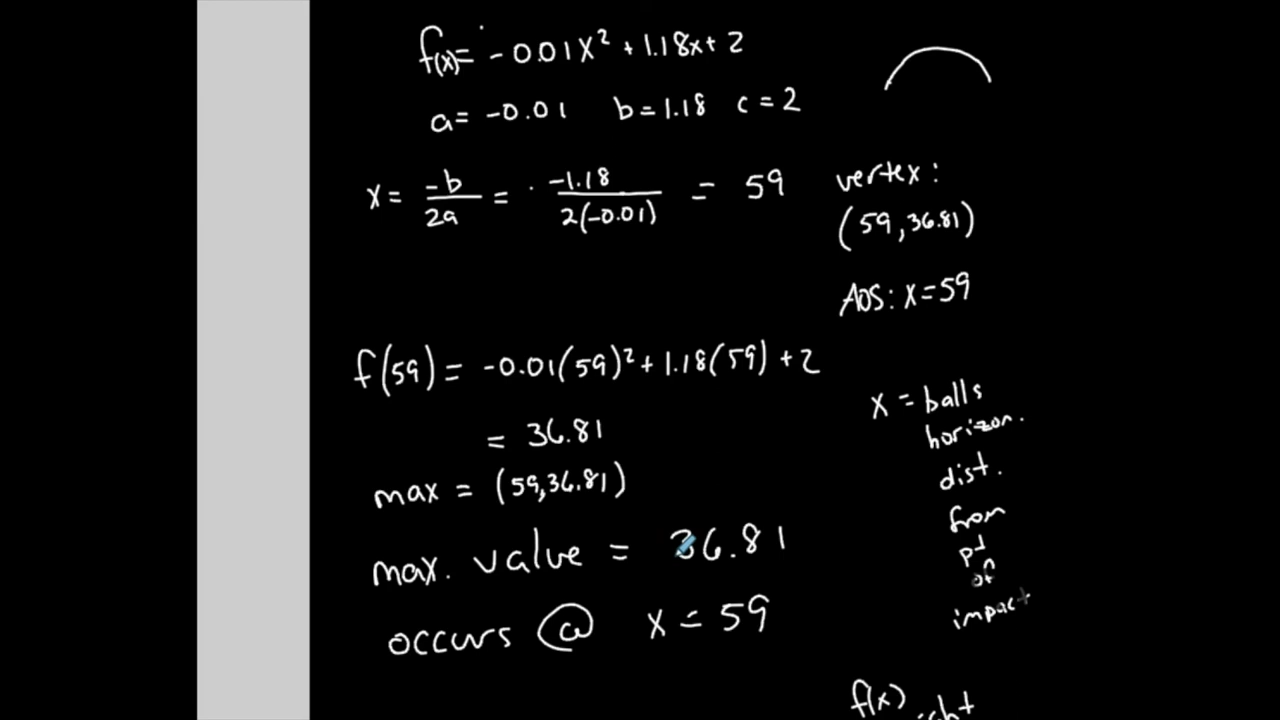 f(x)= -0.01x² + 1.18x + 2
a = -0.01 b = 1.18 c = 2
x = -b/2a = -1.18/2(-0.01) = 59
vertex:
(59, 36.81)
AOS: x = 59
f(59) = -0.01(59)² + 1.18(59) + 2
= 36.81
max = (59, 36.81)
max. value = 36.81
occurs @ x = 59
x = balls
horizon.
dist.
from
pt
of
impact
f(x)